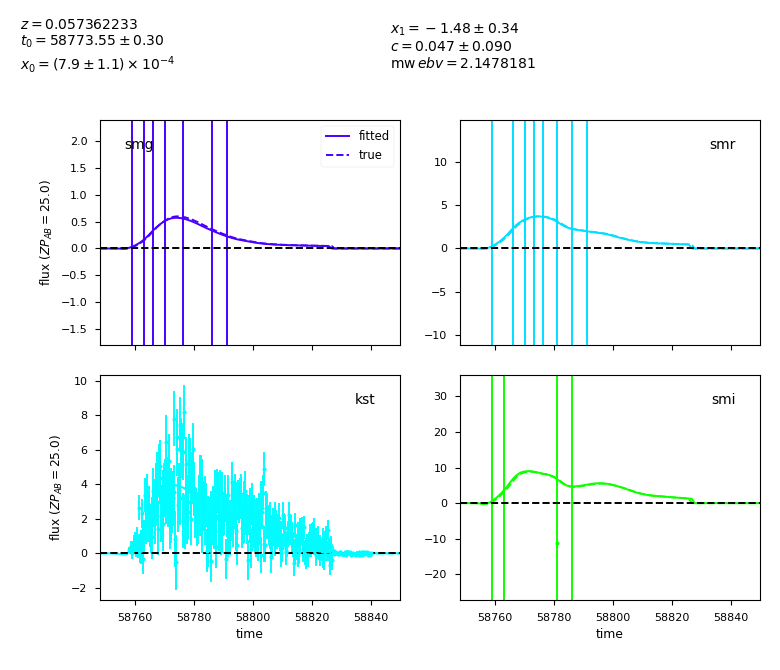 z = 0.057362233
t0 = 58773.55 ± 0.30
x0 = (7.9 ± 1.1) × 10^−4
x1 = −1.48 ± 0.34
c = 0.047 ± 0.090
mw ebv = 2.1478181
smg
fitted
true
flux (ZP_AB = 25.0)
2.0
1.5
1.0
0.5
0.0
−0.5
−1.0
−1.5
smr
10
5
0
−5
−10
kst
flux (ZP_AB = 25.0)
10
8
6
4
2
0
−2
58760 58780 58800 58820 58840
time
smi
30
20
10
0
−10
−20
58760 58780 58800 58820 58840
time